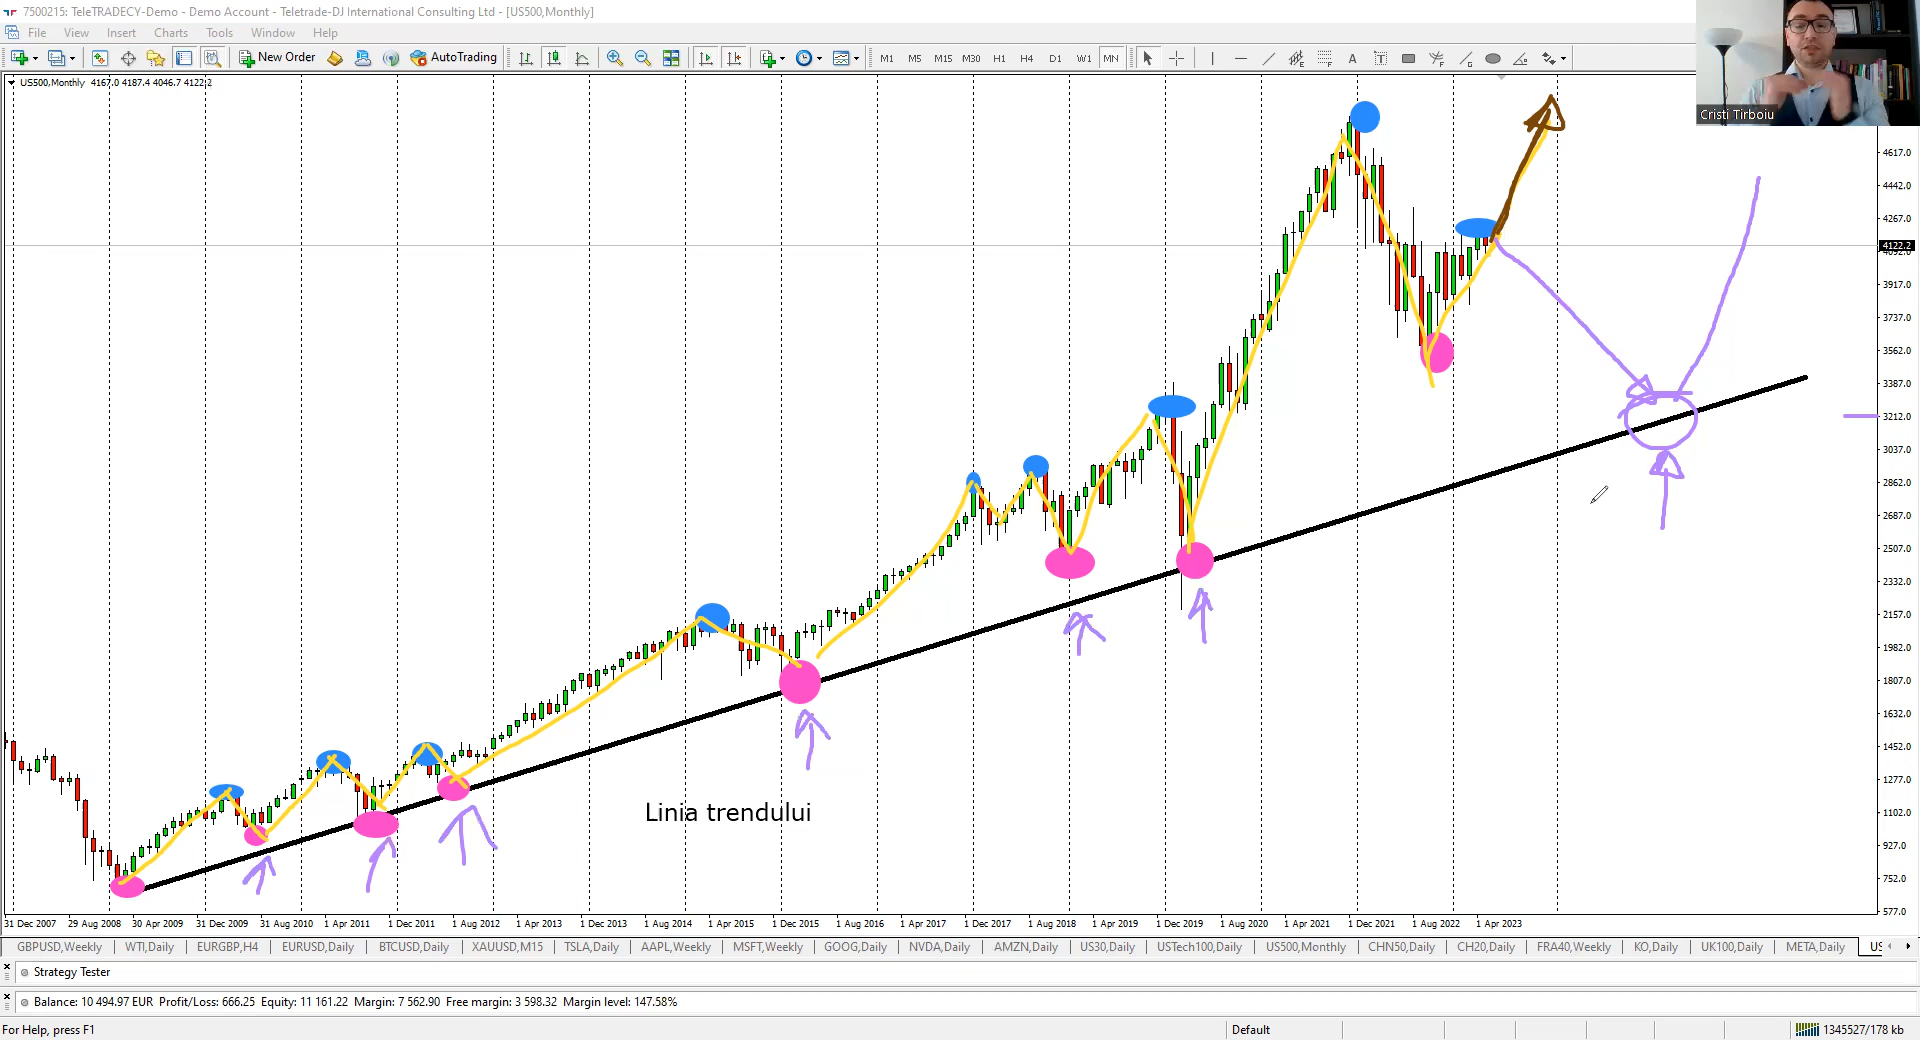 7500215: TeleTRADECY-Demo - Demo Account - Teletrade-DJ International Consulting Ltd - [US500,Monthly]
File View Insert Charts Tools Window Help
New Order AutoTrading M1 M5 M15 M30 H1 H4 D1 W1 MN A T
US500,Monthly 4167.0 4187.4 4046.7 4122.2
Cristi Tirboiu
4617.0
4442.0
4267.0
4122.2
4092.0
3917.0
3737.0
3562.0
3387.0
3212.0
3037.0
2862.0
2687.0
2507.0
2332.0
2157.0
1982.0
1807.0
1632.0
1452.0
1277.0
1102.0
927.0
752.0
577.0
Linia trendului
31 Dec 2007 29 Aug 2008 30 Apr 2009 31 Dec 2009 31 Aug 2010 1 Apr 2011 1 Dec 2011 1 Aug 2012 1 Apr 2013 1 Dec 2013 1 Aug 2014 1 Apr 2015 1 Dec 2015 1 Aug 2016 1 Apr 2017 1 Dec 2017 1 Aug 2018 1 Apr 2019 1 Dec 2019 1 Aug 2020 1 Apr 2021 1 Dec 2021 1 Aug 2022 1 Apr 2023
GBPUSD,Weekly WTI,Daily EURGBP,H4 EURUSD,Daily BTCUSD,Daily XAUUSD,M15 TSLA,Daily AAPL,Weekly MSFT,Weekly GOOG,Daily NVDA,Daily AMZN,Daily US30,Daily USTech100,Daily US500,Monthly CHN50,Daily CH20,Daily FRA40,Weekly KO,Daily UK100,Daily META,Daily US
Strategy Tester
Balance: 10 494.97 EUR Profit/Loss: 666.25 Equity: 11 161.22 Margin: 7 562.90 Free margin: 3 598.32 Margin level: 147.58%
For Help, press F1 Default 1345527/178 kb